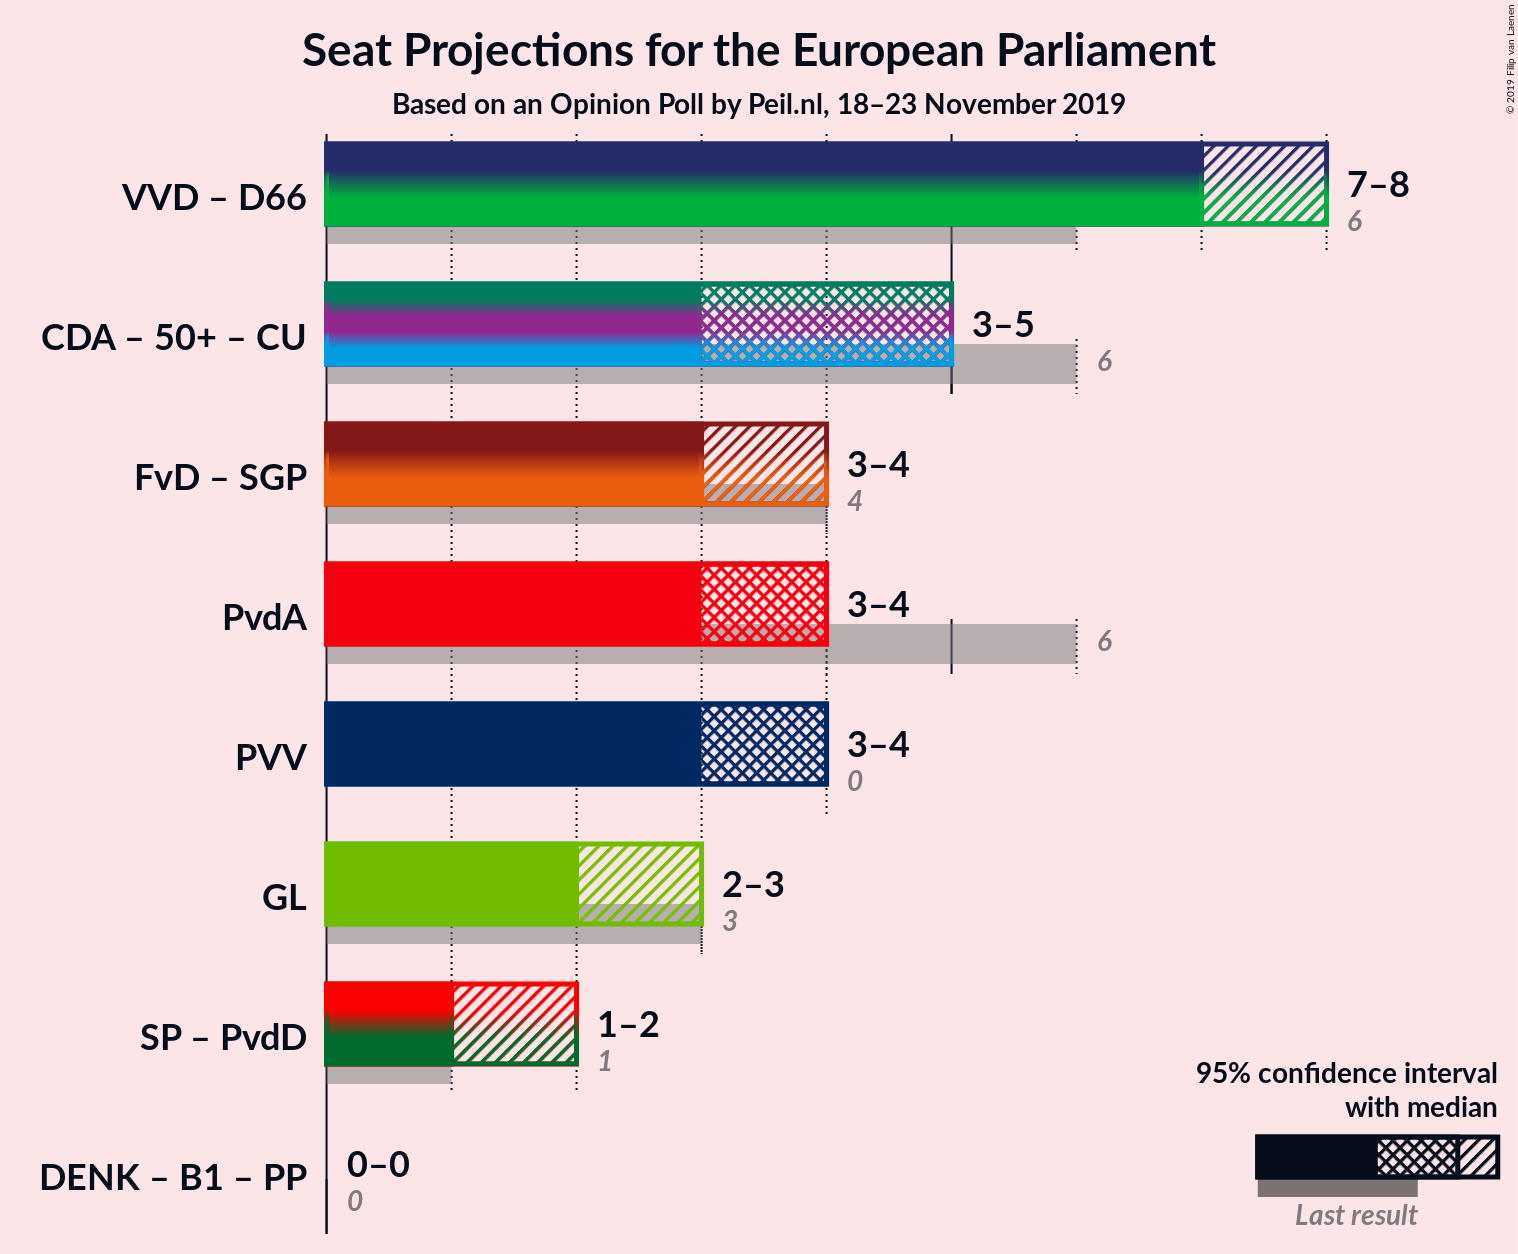 Seat Projections for the European Parliament
Based on an Opinion Poll by Peil.nl, 18–23 November 2019
© 2019 Filip van Laenen
VVD – D66
7–8
6
CDA – 50+ – CU
3–5
6
FvD – SGP
3–4
4
PvdA
3–4
6
PVV
3–4
0
GL
2–3
3
SP – PvdD
1–2
1
DENK – B1 – PP
0–0
0
95% confidence interval
with median
Last result